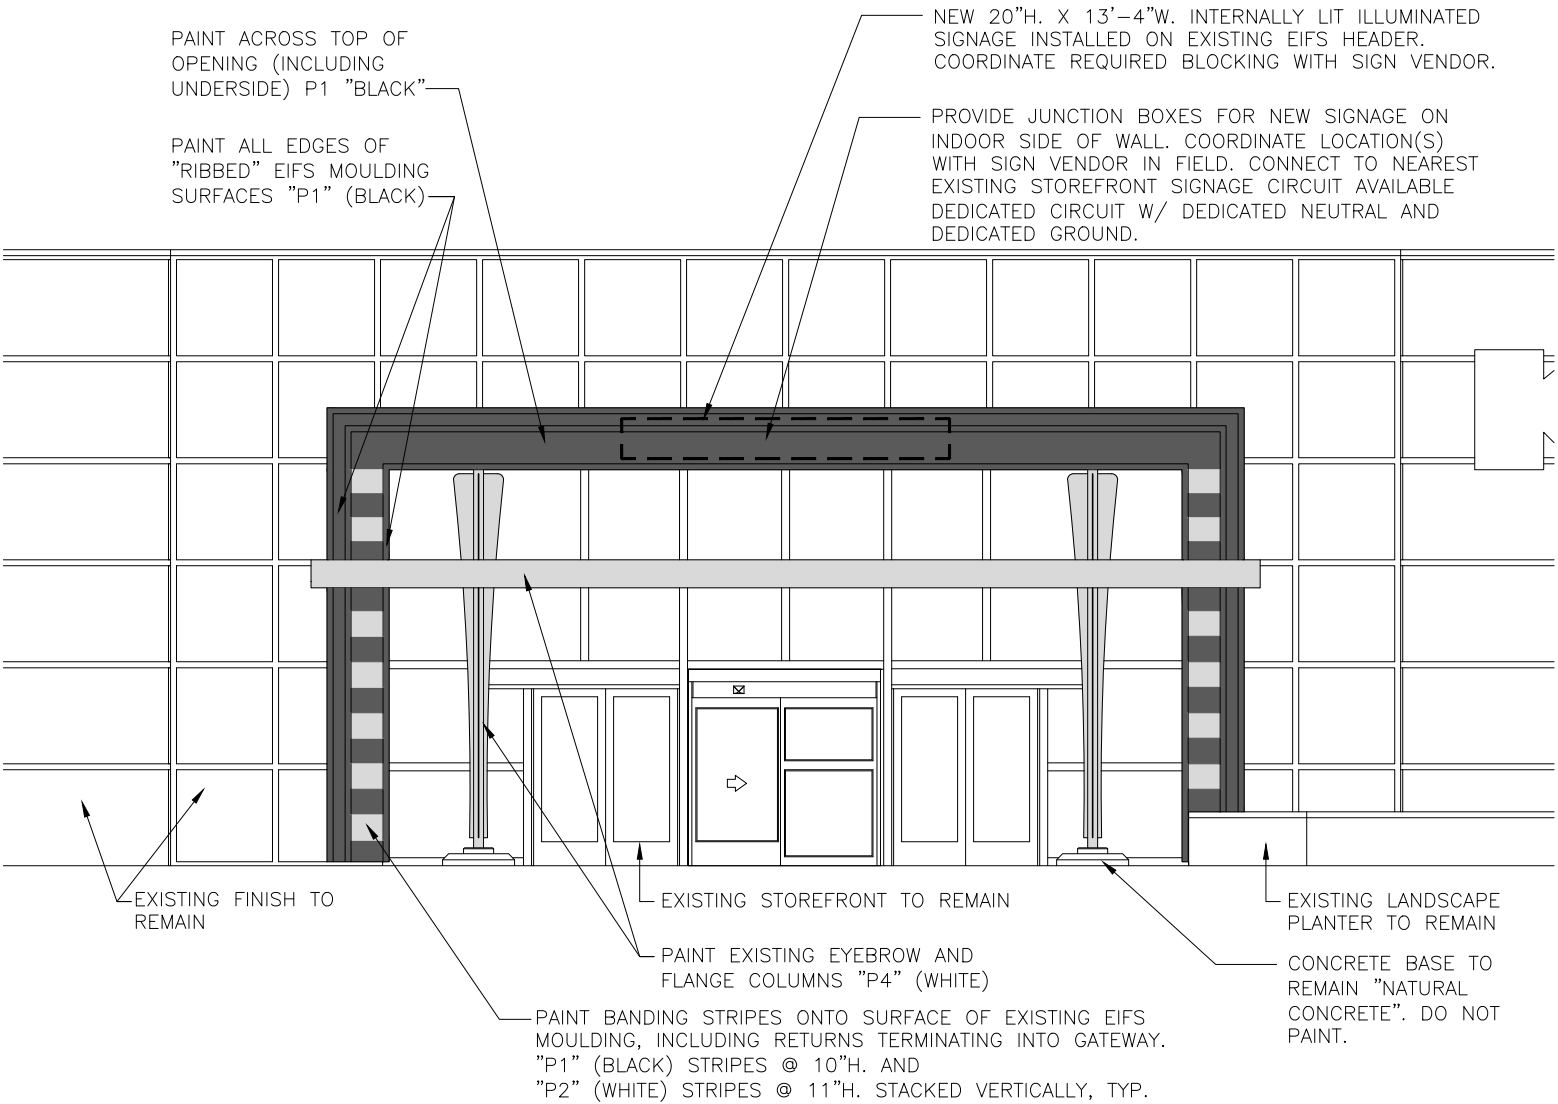 PAINT ACROSS TOP OF
OPENING (INCLUDING
UNDERSIDE) P1 "BLACK"
PAINT ALL EDGES OF
"RIBBED" EIFS MOULDING
SURFACES "P1" (BLACK)
NEW 20"H. X 13'-4"W. INTERNALLY LIT ILLUMINATED
SIGNAGE INSTALLED ON EXISTING EIFS HEADER.
COORDINATE REQUIRED BLOCKING WITH SIGN VENDOR.
PROVIDE JUNCTION BOXES FOR NEW SIGNAGE ON
INDOOR SIDE OF WALL. COORDINATE LOCATION(S)
WITH SIGN VENDOR IN FIELD. CONNECT TO NEAREST
EXISTING STOREFRONT SIGNAGE CIRCUIT AVAILABLE
DEDICATED CIRCUIT W/ DEDICATED NEUTRAL AND
DEDICATED GROUND.
EXISTING FINISH TO
REMAIN
EXISTING STOREFRONT TO REMAIN
PAINT EXISTING EYEBROW AND
FLANGE COLUMNS "P4" (WHITE)
PAINT BANDING STRIPES ONTO SURFACE OF EXISTING EIFS
MOULDING, INCLUDING RETURNS TERMINATING INTO GATEWAY.
"P1" (BLACK) STRIPES @ 10"H. AND
"P2" (WHITE) STRIPES @ 11"H. STACKED VERTICALLY, TYP.
EXISTING LANDSCAPE
PLANTER TO REMAIN
CONCRETE BASE TO
REMAIN "NATURAL
CONCRETE". DO NOT
PAINT.